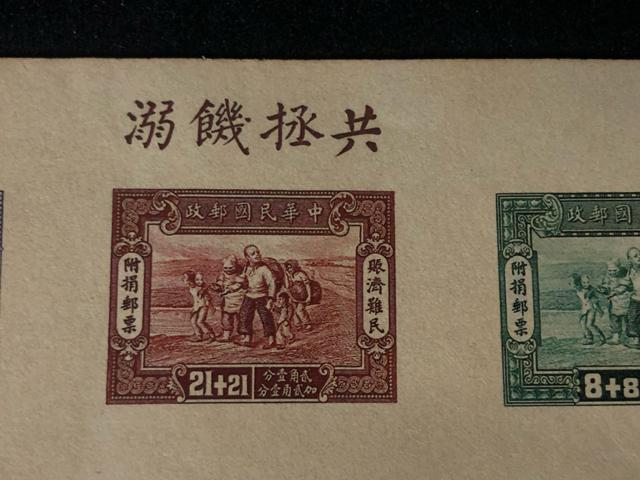 共拯饑溺
中華民國郵政
賑濟難民
附捐郵票
21+21
貳角壹分
加貳角壹分
國郵政
附捐郵票
8+8